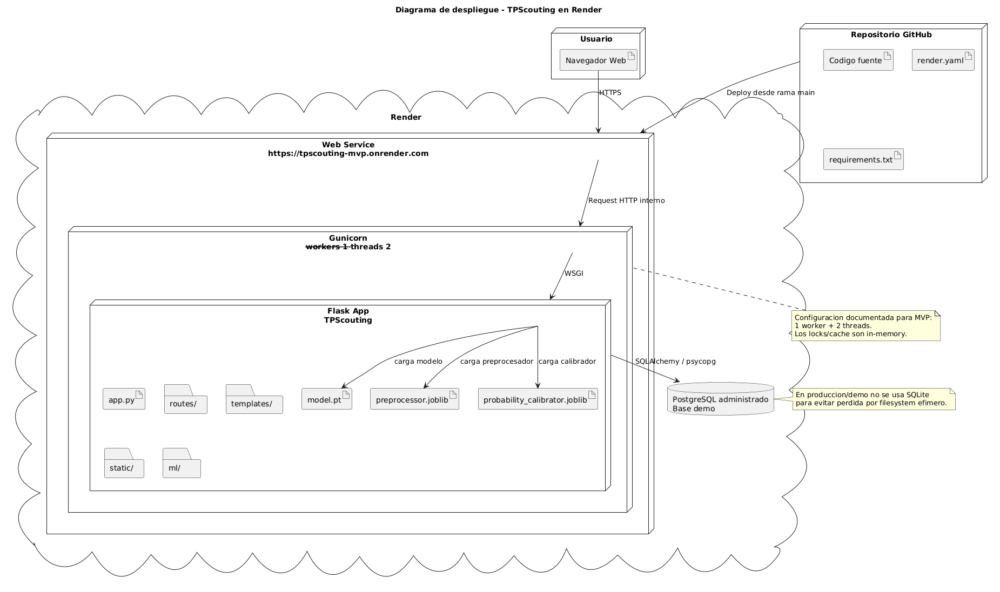 Diagrama de despliegue - TPScouting en Render
Usuario
Navegador Web
Repositorio GitHub
Codigo fuente
render.yaml
requirements.txt
HTTPS
Deploy desde rama main
Render
Web Service
https://tpscouting-mvp.onrender.com
Request HTTP interno
Gunicorn
workers 1 threads 2
WSGI
Configuracion documentada para MVP:
1 worker + 2 threads.
Los locks/cache son in-memory.
Flask App
TPScouting
carga modelo
carga preprocesador
carga calibrador
SQLAlchemy / psycopg
app.py
routes/
templates/
model.pt
preprocessor.joblib
probability_calibrator.joblib
PostgreSQL administrado
Base demo
En produccion/demo no se usa SQLite
para evitar perdida por filesystem efimero.
static/
ml/